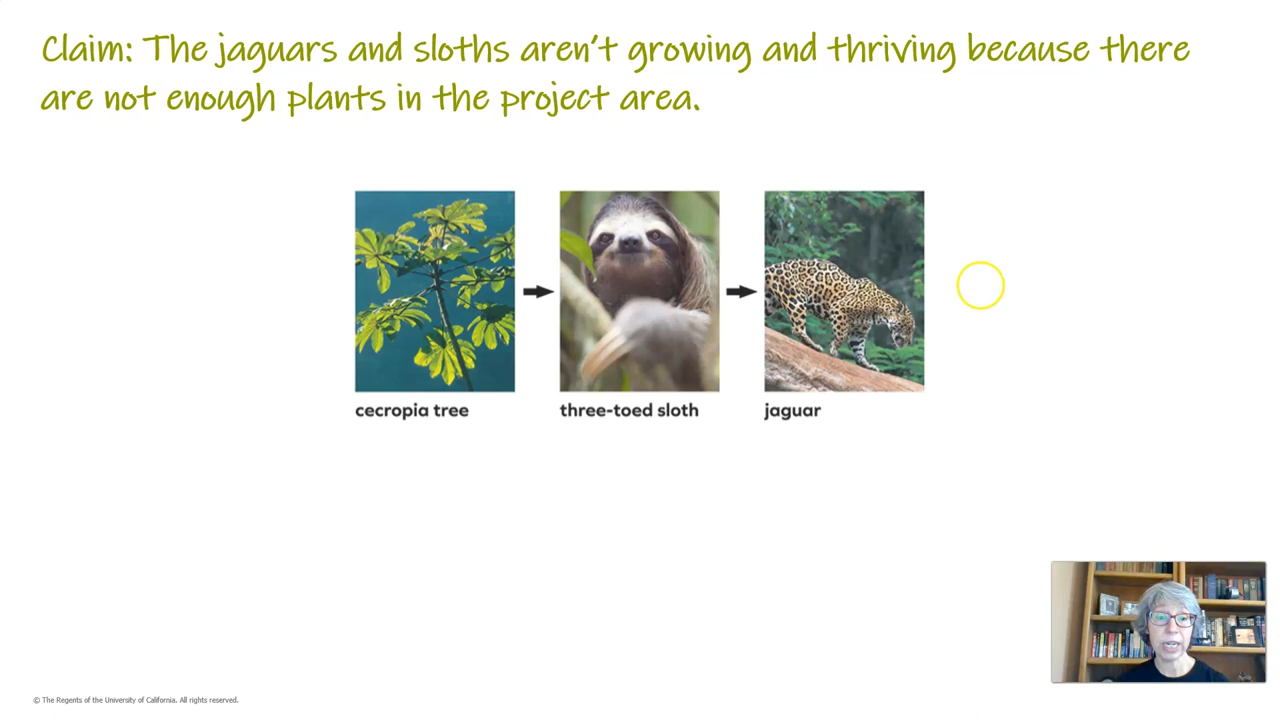 Claim: The jaguars and sloths aren't growing and thriving because there
are not enough plants in the project area.
cecropia tree
three-toed sloth
jaguar
© The Regents of the University of California. All rights reserved.